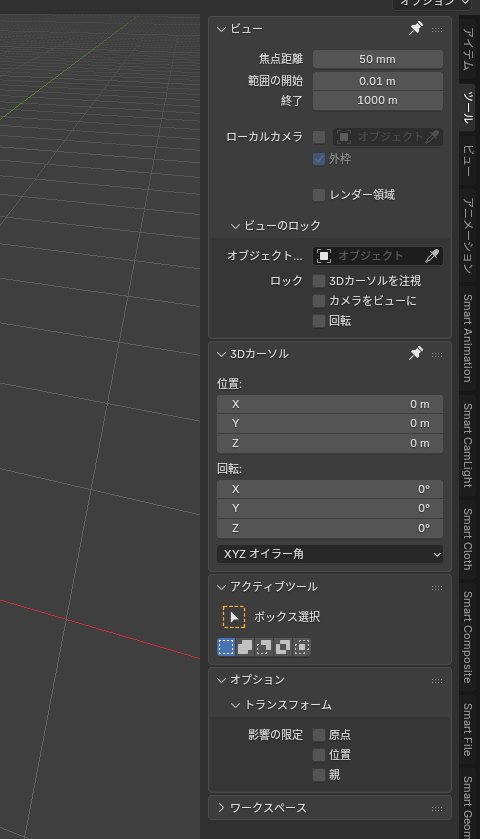 オプション
ビュー
焦点距離 50 mm
範囲の開始 0.01 m
終了 1000 m
ローカルカメラ オブジェクト
外枠
レンダー領域
ビューのロック
オブジェクト... オブジェクト
ロック 3Dカーソルを注視
カメラをビューに
回転
3Dカーソル
位置:
X 0 m
Y 0 m
Z 0 m
回転:
X 0°
Y 0°
Z 0°
XYZ オイラー角
アクティブツール
ボックス選択
オプション
トランスフォーム
影響の限定 原点
位置
親
ワークスペース
アイテム
ツール
ビュー
アニメーション
Smart Animation
Smart CamLight
Smart Cloth
Smart Composite
Smart File
Smart Geom